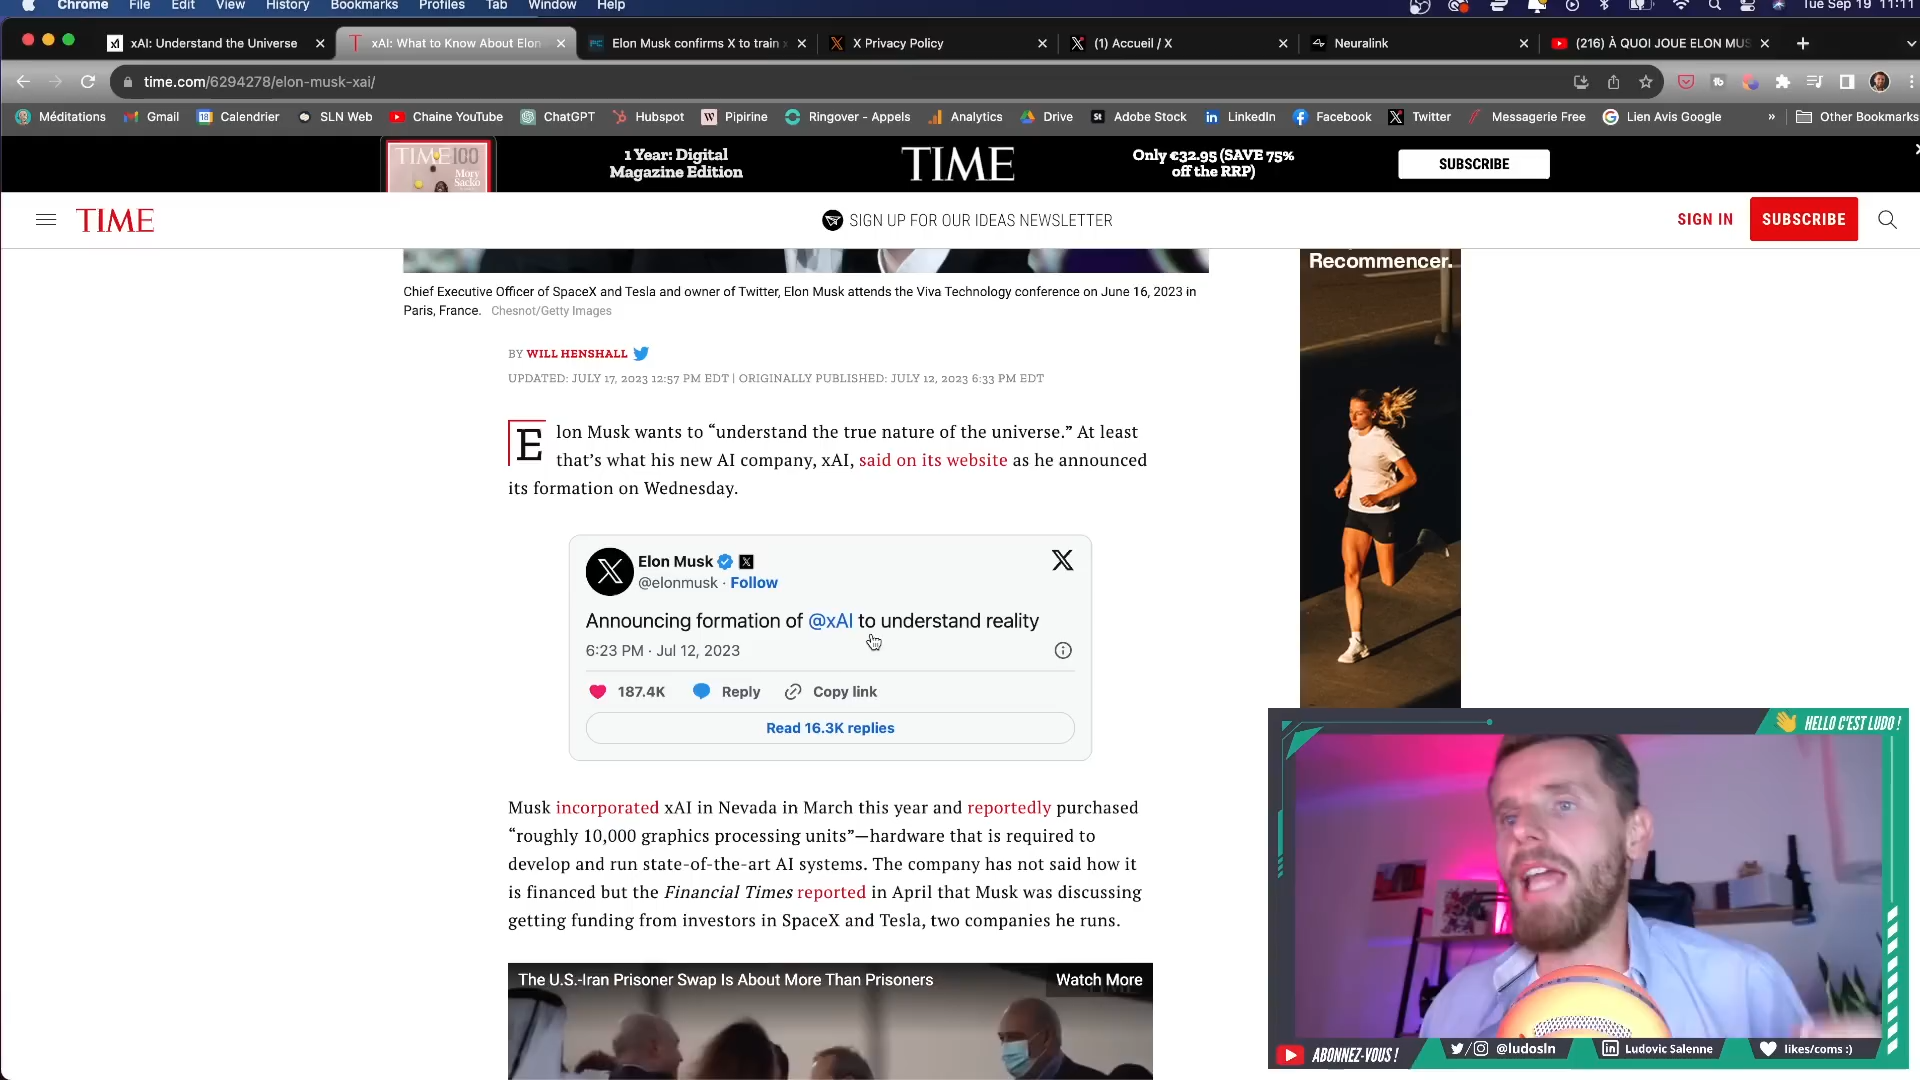 Chrome File Edit View History Bookmarks Profiles Tab Window Help Tue Sep 19 11:11
xAI: Understand the Universe
xAI: What to Know About Elon
Elon Musk confirms X to train
X Privacy Policy
(1) Accueil / X
Neuralink
(216) À QUOI JOUE ELON MUS
time.com/6294278/elon-musk-xai/
Méditations Gmail Calendrier SLN Web Chaine YouTube ChatGPT Hubspot Pipirine Ringover - Appels Analytics Drive Adobe Stock LinkedIn Facebook Twitter Messagerie Free Lien Avis Google » Other Bookmarks
TIME100
Mory
Sacko
1 Year: Digital
Magazine Edition
TIME
Only €32.95 (SAVE 75%
off the RRP)
SUBSCRIBE
TIME
SIGN UP FOR OUR IDEAS NEWSLETTER
SIGN IN
SUBSCRIBE
Recommencer.
Chief Executive Officer of SpaceX and Tesla and owner of Twitter, Elon Musk attends the Viva Technology conference on June 16, 2023 in
Paris, France. Chesnot/Getty Images
BY WILL HENSHALL
UPDATED: JULY 17, 2023 12:57 PM EDT | ORIGINALLY PUBLISHED: JULY 12, 2023 6:33 PM EDT
Elon Musk wants to “understand the true nature of the universe.” At least
that’s what his new AI company, xAI, said on its website as he announced
its formation on Wednesday.
Elon Musk
@elonmusk · Follow
Announcing formation of @xAI to understand reality
6:23 PM · Jul 12, 2023
187.4K Reply Copy link
Read 16.3K replies
Musk incorporated xAI in Nevada in March this year and reportedly purchased
“roughly 10,000 graphics processing units”—hardware that is required to
develop and run state-of-the-art AI systems. The company has not said how it
is financed but the Financial Times reported in April that Musk was discussing
getting funding from investors in SpaceX and Tesla, two companies he runs.
The U.S.-Iran Prisoner Swap Is About More Than Prisoners
Watch More
HELLO C'EST LUDO !
ABONNEZ-VOUS !
@ludosln
Ludovic Salenne
likes/coms :)